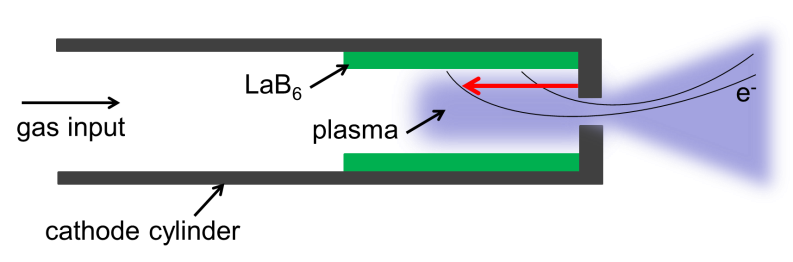 LaB₆
gas input
plasma
e⁻
cathode cylinder